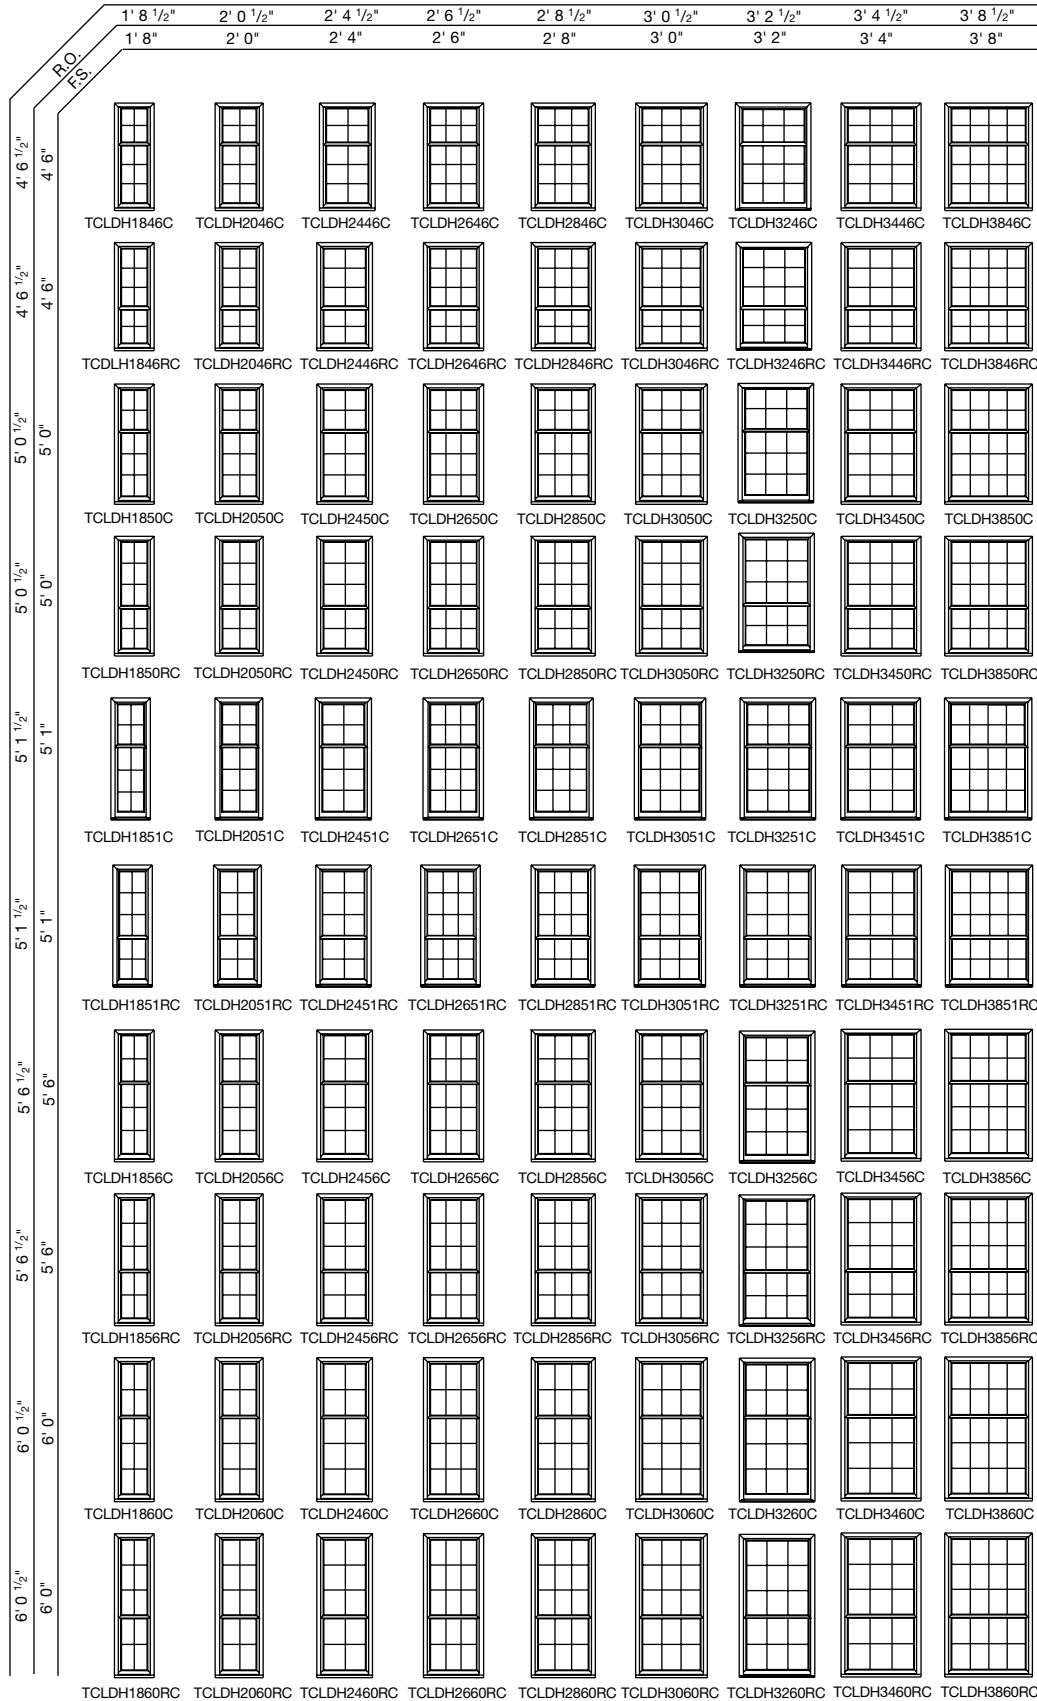 1' 8 1/2" 2' 0 1/2" 2' 4 1/2" 2' 6 1/2" 2' 8 1/2" 3' 0 1/2" 3' 2 1/2" 3' 4 1/2" 3' 8 1/2"
1' 8" 2' 0" 2' 4" 2' 6" 2' 8" 3' 0" 3' 2" 3' 4" 3' 8"
R.O.
F.S.
4' 6 1/2" 4' 6"
TCLDH1846C TCLDH2046C TCLDH2446C TCLDH2646C TCLDH2846C TCLDH3046C TCLDH3246C TCLDH3446C TCLDH3846C
4' 6 1/2" 4' 6"
TCDLH1846RC TCLDH2046RC TCLDH2446RC TCLDH2646RC TCLDH2846RC TCLDH3046RC TCLDH3246RC TCLDH3446RC TCLDH3846RC
5' 0 1/2" 5' 0"
TCLDH1850C TCLDH2050C TCLDH2450C TCLDH2650C TCLDH2850C TCLDH3050C TCLDH3250C TCLDH3450C TCLDH3850C
5' 0 1/2" 5' 0"
TCLDH1850RC TCLDH2050RC TCLDH2450RC TCLDH2650RC TCLDH2850RC TCLDH3050RC TCLDH3250RC TCLDH3450RC TCLDH3850RC
5' 1 1/2" 5' 1"
TCLDH1851C TCLDH2051C TCLDH2451C TCLDH2651C TCLDH2851C TCLDH3051C TCLDH3251C TCLDH3451C TCLDH3851C
5' 1 1/2" 5' 1"
TCLDH1851RC TCLDH2051RC TCLDH2451RC TCLDH2651RC TCLDH2851RC TCLDH3051RC TCLDH3251RC TCLDH3451RC TCLDH3851RC
5' 6 1/2" 5' 6"
TCLDH1856C TCLDH2056C TCLDH2456C TCLDH2656C TCLDH2856C TCLDH3056C TCLDH3256C TCLDH3456C TCLDH3856C
5' 6 1/2" 5' 6"
TCLDH1856RC TCLDH2056RC TCLDH2456RC TCLDH2656RC TCLDH2856RC TCLDH3056RC TCLDH3256RC TCLDH3456RC TCLDH3856RC
6' 0 1/2" 6' 0"
TCLDH1860C TCLDH2060C TCLDH2460C TCLDH2660C TCLDH2860C TCLDH3060C TCLDH3260C TCLDH3460C TCLDH3860C
6' 0 1/2" 6' 0"
TCLDH1860RC TCLDH2060RC TCLDH2460RC TCLDH2660RC TCLDH2860RC TCLDH3060RC TCLDH3260RC TCLDH3460RC TCLDH3860RC